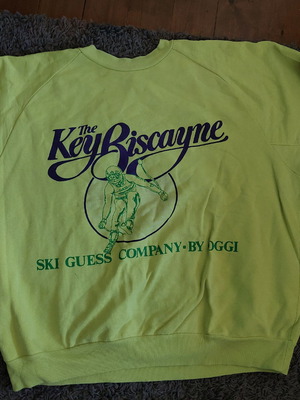 The
Key Biscayne
SKI GUESS COMPANY • BY OGGI